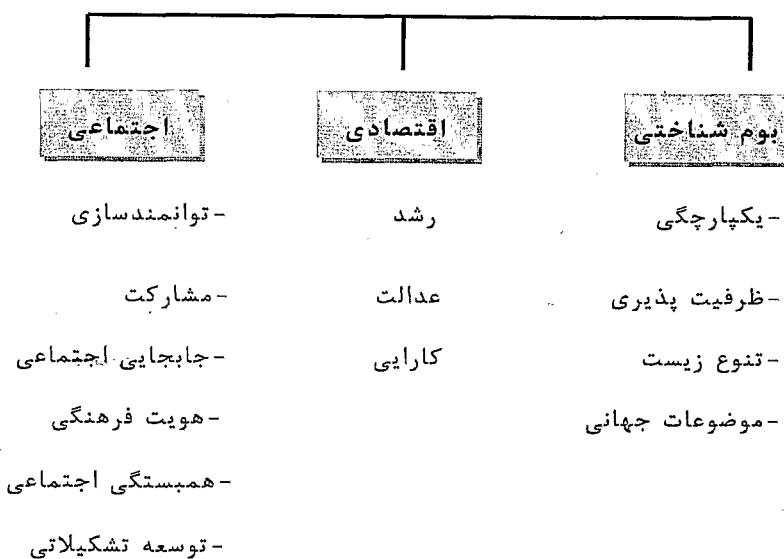 بوم شناختی
-یکپارچگی
-ظرفیت پذیری
-تنوع زیست
-موضوعات جهانی
اقتصادی
رشد
عدالت
کارایی
اجتماعی
-توانمندسازی
-مشارکت
-جابجایی اجتماعی
-هویت فرهنگی
-همبستگی اجتماعی
-توسعه تشکیلاتی